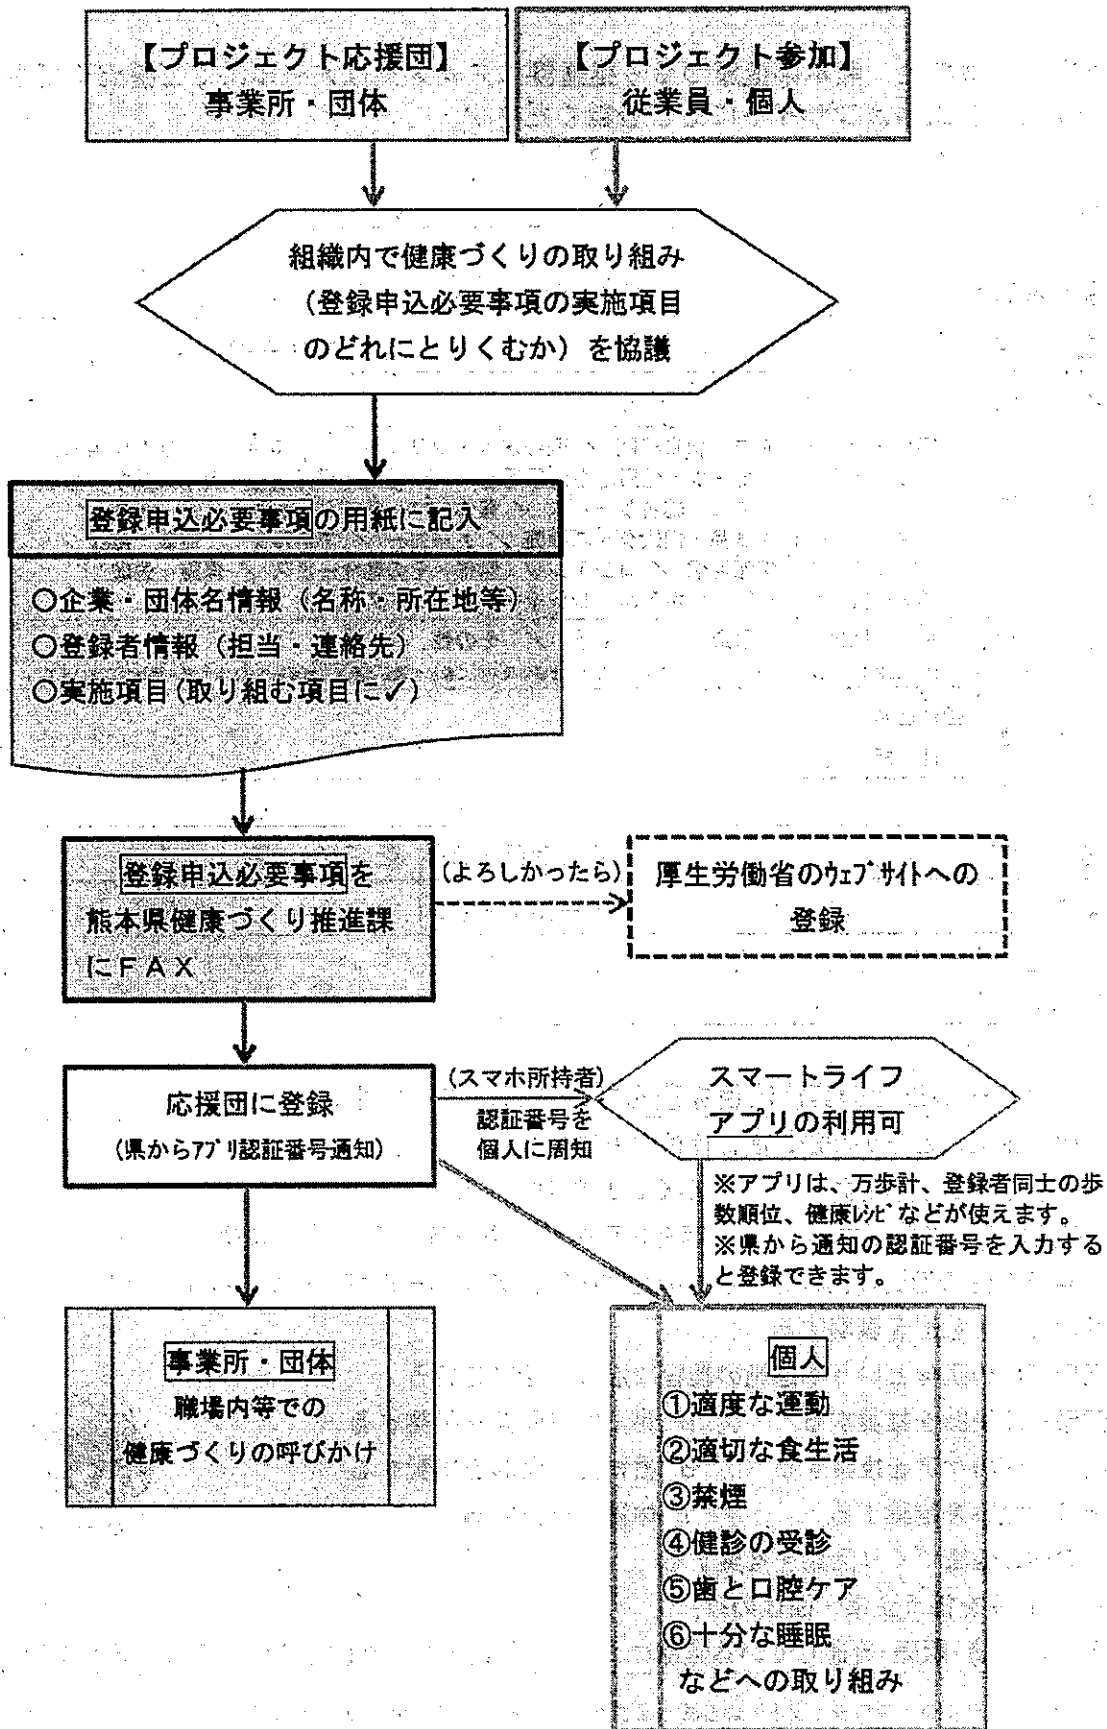 【プロジェクト応援団】
事業所・団体
【プロジェクト参加】
従業員・個人
組織内で健康づくりの取り組み
（登録申込必要事項の実施項目
のどれにとりくむか）を協議
登録申込必要事項の用紙に記入
○企業・団体名情報（名称・所在地等）
○登録者情報（担当・連絡先）
○実施項目（取り組む項目に✓）
登録申込必要事項を
熊本県健康づくり推進課
にＦＡＸ
（よろしかったら）
厚生労働省のｳｪﾌﾞｻｲﾄへの
登録
応援団に登録
（県からｱﾌﾟﾘ認証番号通知）
（スマホ所持者）
認証番号を
個人に周知
スマートライフ
アプリの利用可
※アプリは、万歩計、登録者同士の歩
数順位、健康ﾚｼﾋﾟなどが使えます。
※県から通知の認証番号を入力する
と登録できます。
事業所・団体
職場内等での
健康づくりの呼びかけ
個人
①適度な運動
②適切な食生活
③禁煙
④健診の受診
⑤歯と口腔ケア
⑥十分な睡眠
などへの取り組み